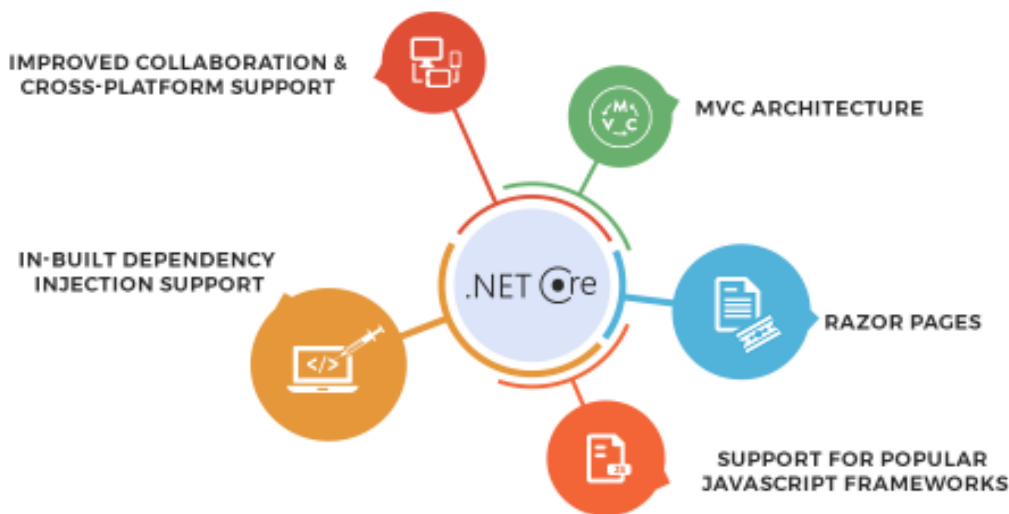 IMPROVED COLLABORATION &
CROSS-PLATFORM SUPPORT
M
V C
MVC ARCHITECTURE
IN-BUILT DEPENDENCY
INJECTION SUPPORT
.NET Core
</>
RAZOR PAGES
JS
SUPPORT FOR POPULAR
JAVASCRIPT FRAMEWORKS